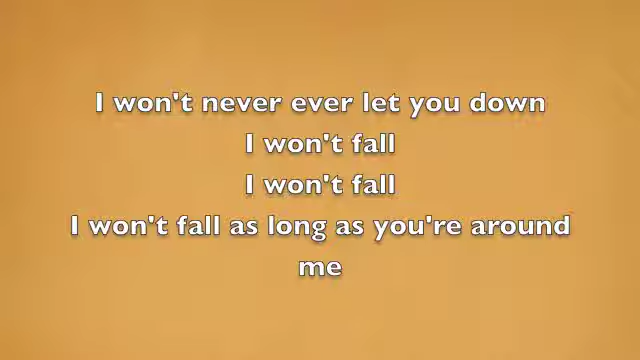 I won't never ever let you down
I won't fall
I won't fall
I won't fall as long as you're around
me